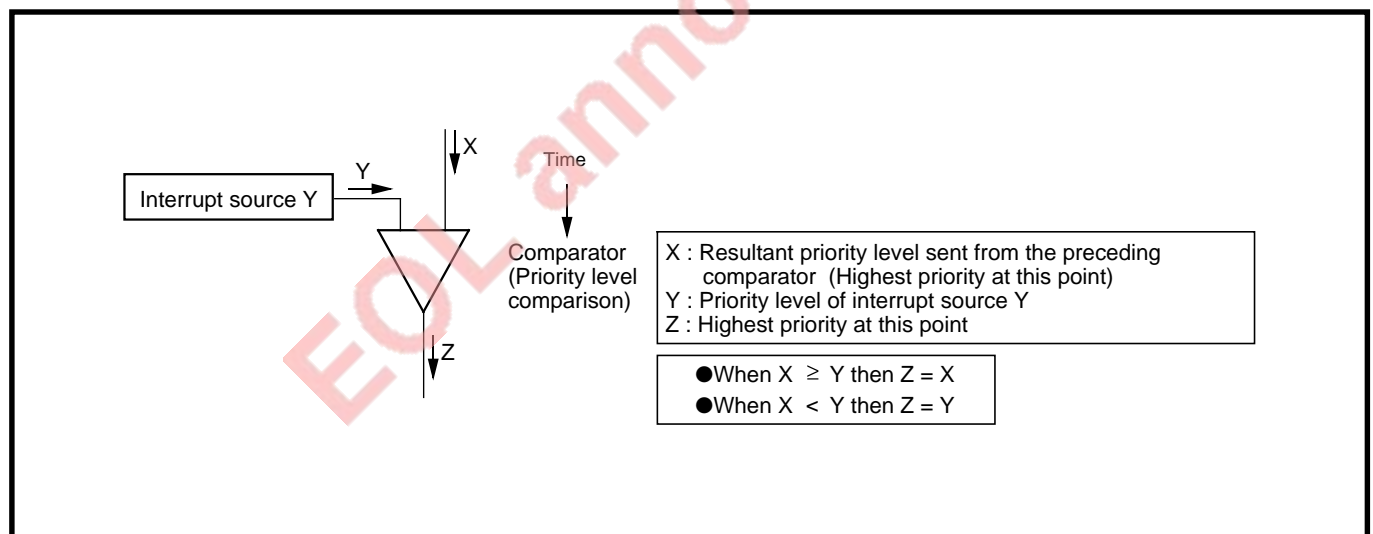 EOL anno
X
Time
Y
Interrupt source Y
Comparator
(Priority level
comparison)
X : Resultant priority level sent from the preceding
comparator (Highest priority at this point)
Y : Priority level of interrupt source Y
Z : Highest priority at this point
Z
●When X ≥ Y then Z = X
●When X < Y then Z = Y